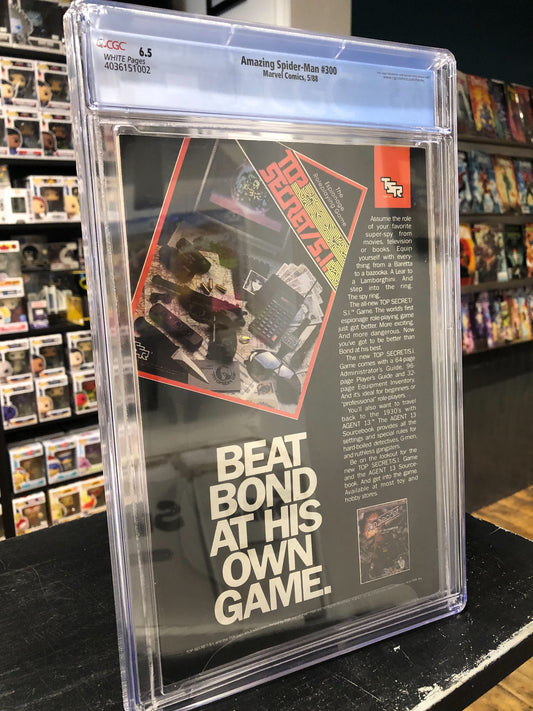 CGC 6.5
WHITE Pages
4036151002
Amazing Spider-Man #300
Marvel Comics, 5/88
TSR
The
Espionage
Roleplaying Game
TOP
SECRET/S.I.
Assume the role
of your favorite
super-spy from
movies, television
or books. Equip
yourself with every-
thing from a Baretta
to a bazooka. A Lear to
a Lamborghini. And
step into the ring.
The spy ring.
The all-new TOP SECRET/
S.I.™ Game. The world's first
espionage role-playing game
just got better. More exciting.
And more dangerous. Now
you've got to be better than
Bond at his best.
The new TOP SECRET/S.I.
Game comes with a 64-page
Administrator's Guide, 96-
page Players Guide and 32-
page Equipment Inventory.
And it's ideal for beginners or
"professional" role-players.
You'll also want to travel
back to the 1930's with
AGENT 13.™ The AGENT 13
Sourcebook provides all the
settings and special rules for
hard-boiled detectives, G-men,
and ruthless gangsters.
Be on the lookout for the
new TOP SECRET/S.I. Game
and the AGENT 13 Source-
book. And get into the game.
Available at most toy and
hobby stores.
BEAT
BOND
AT HIS
OWN
GAME.